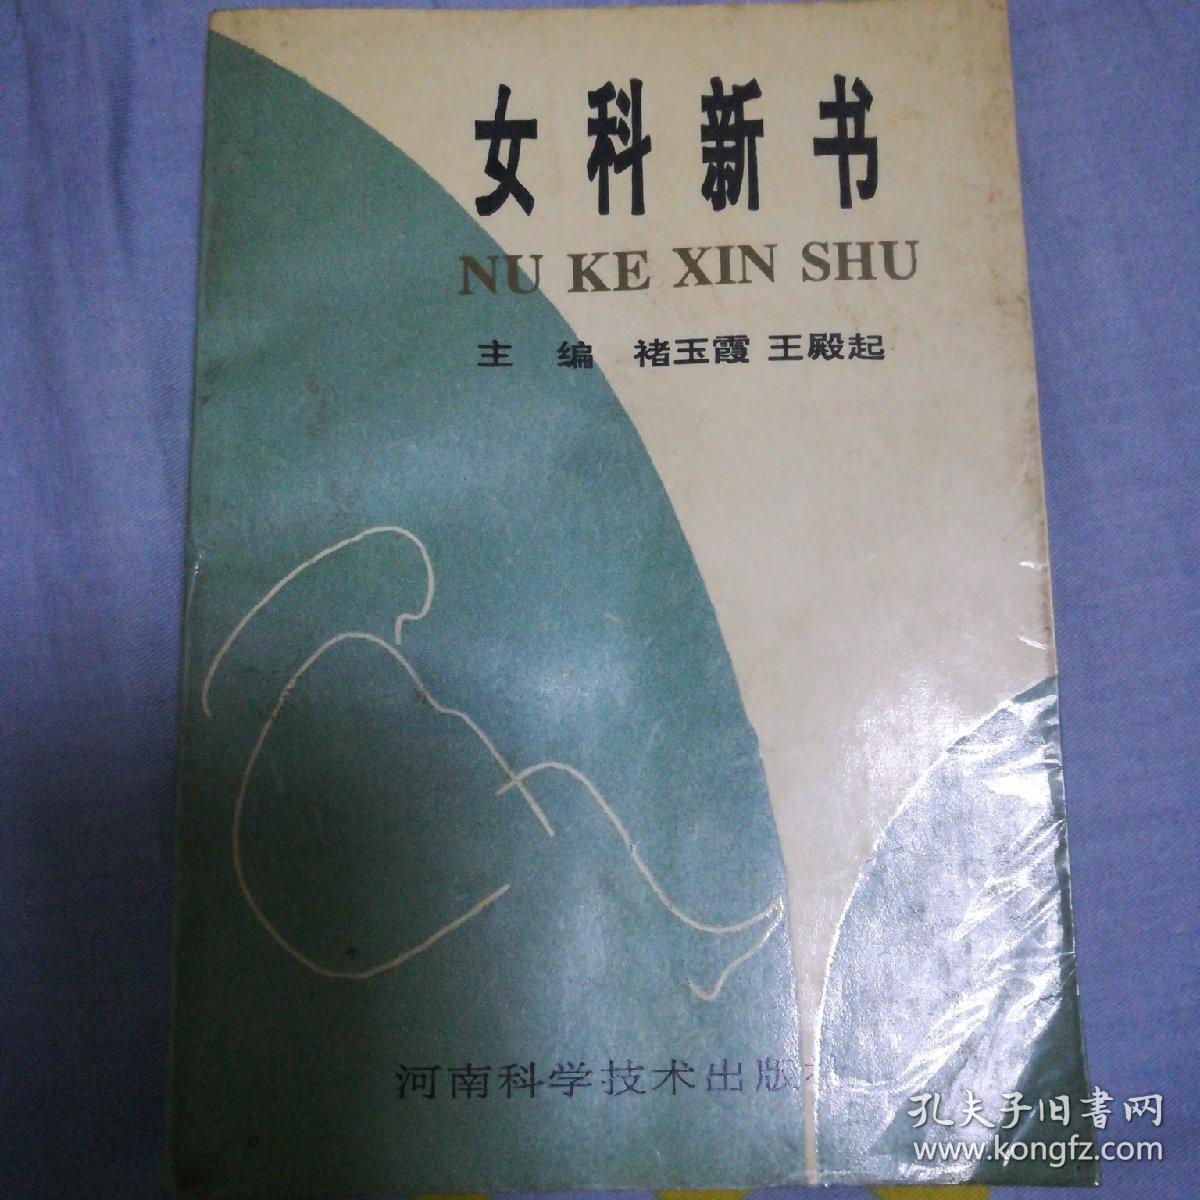 女科新书
NU KE XIN SHU
主 编 褚玉霞 王殿起
河南科学技术出版社
孔夫子旧書网
www.kongfz.com